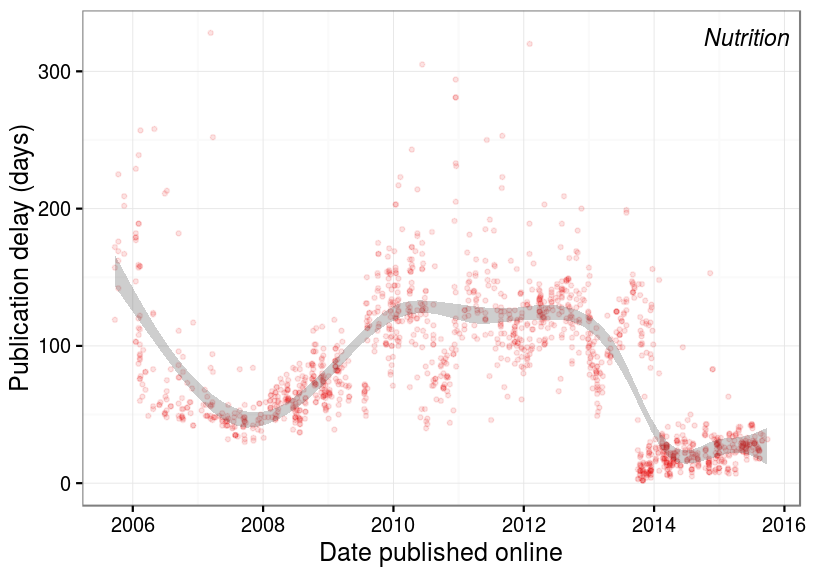 Nutrition
300
200
100
0
Publication delay (days)
2006 2008 2010 2012 2014 2016
Date published online